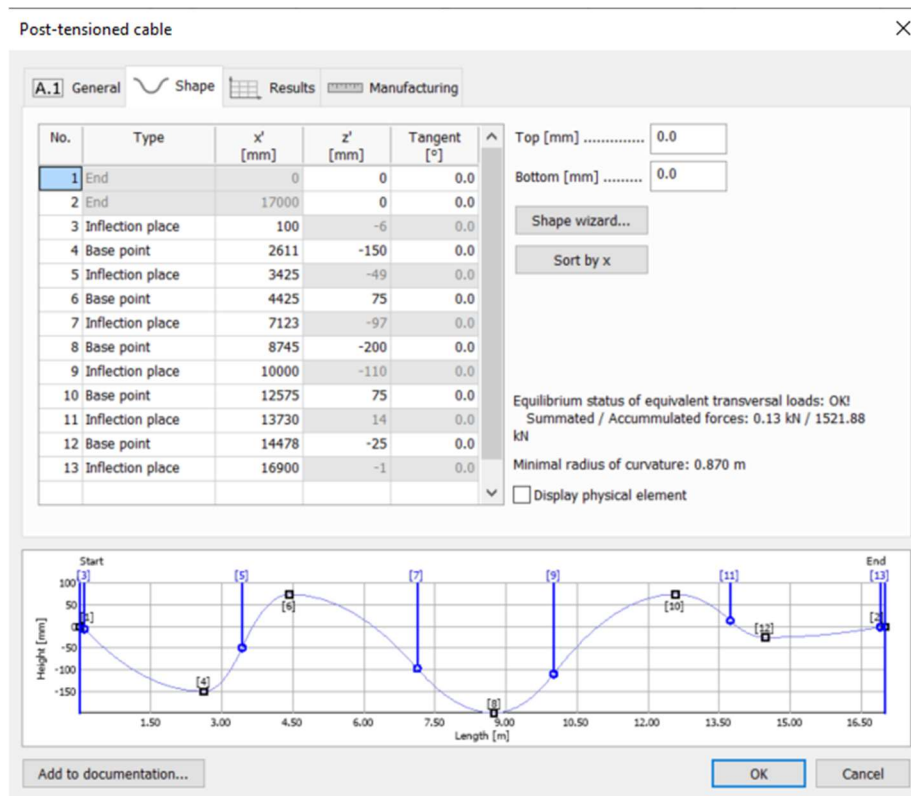 Post-tensioned cable
A.1 General Shape Results Manufacturing
No. Type x' [mm] z' [mm] Tangent [°]
1 End 0 0 0.0
2 End 17000 0 0.0
3 Inflection place 100 -6 0.0
4 Base point 2611 -150 0.0
5 Inflection place 3425 -49 0.0
6 Base point 4425 75 0.0
7 Inflection place 7123 -97 0.0
8 Base point 8745 -200 0.0
9 Inflection place 10000 -110 0.0
10 Base point 12575 75 0.0
11 Inflection place 13730 14 0.0
12 Base point 14478 -25 0.0
13 Inflection place 16900 -1 0.0
Top [mm] .............. 0.0
Bottom [mm] ......... 0.0
Shape wizard...
Sort by x
Equilibrium status of equivalent transversal loads: OK!
Summated / Accummulated forces: 0.13 kN / 1521.88
kN
Minimal radius of curvature: 0.870 m
Display physical element
Start End
[3] [5] [7] [9] [11] [13]
100
50
0
-50
-100
-150
Height [mm]
[1] [6] [10] [12] [2]
[4] [8]
1.50 3.00 4.50 6.00 7.50 9.00 10.50 12.00 13.50 15.00 16.50
Length [m]
Add to documentation... OK Cancel